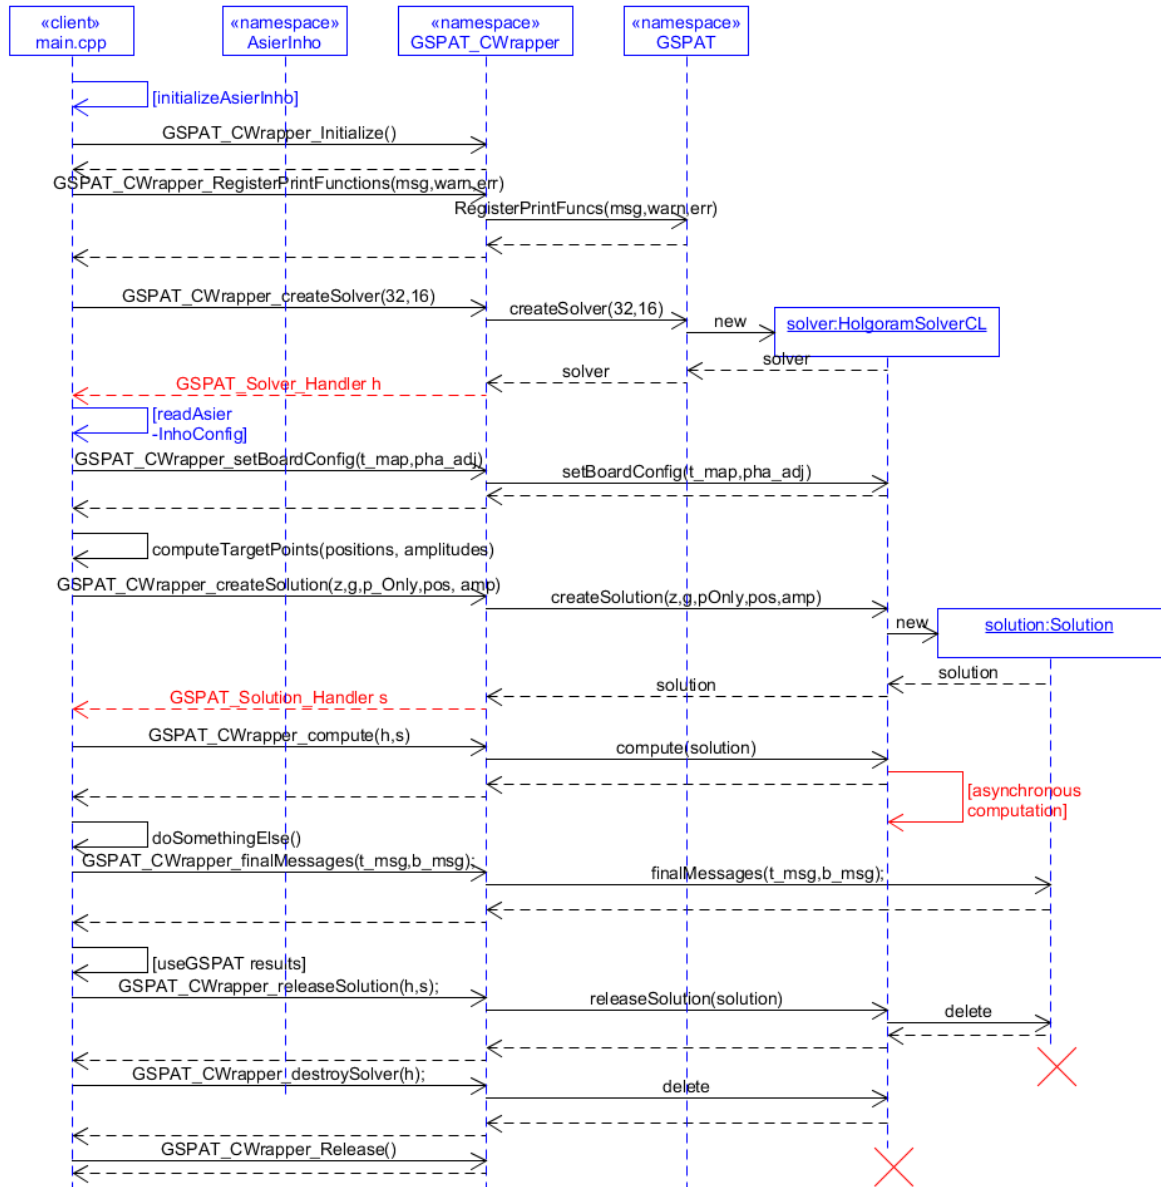 «client»
main.cpp
«namespace»
AsierInho
«namespace»
GSPAT_CWrapper
«namespace»
GSPAT
[initializeAsierInho]
GSPAT_CWrapper_Initialize()
GSPAT_CWrapper_RegisterPrintFunctions(msg,warn,err)
RegisterPrintFuncs(msg,warn,err)
GSPAT_CWrapper_createSolver(32,16)
createSolver(32,16)
new
solver:HolgoramSolverCL
solver
solver
GSPAT_Solver_Handler h
[readAsier
-InhoConfig]
GSPAT_CWrapper_setBoardConfig(t_map,pha_adj)
setBoardConfig(t_map,pha_adj)
computeTargetPoints(positions, amplitudes)
GSPAT_CWrapper_createSolution(z,g,p_Only,pos, amp)
createSolution(z,g,pOnly,pos,amp)
new
solution:Solution
solution
solution
GSPAT_Solution_Handler s
GSPAT_CWrapper_compute(h,s)
compute(solution)
[asynchronous
computation]
doSomethingElse()
GSPAT_CWrapper_finalMessages(t_msg,b_msg);
finalMessages(t_msg,b_msg);
[useGSPAT results]
GSPAT_CWrapper_releaseSolution(h,s);
releaseSolution(solution)
delete
GSPAT_CWrapper_destroySolver(h);
delete
GSPAT_CWrapper_Release()